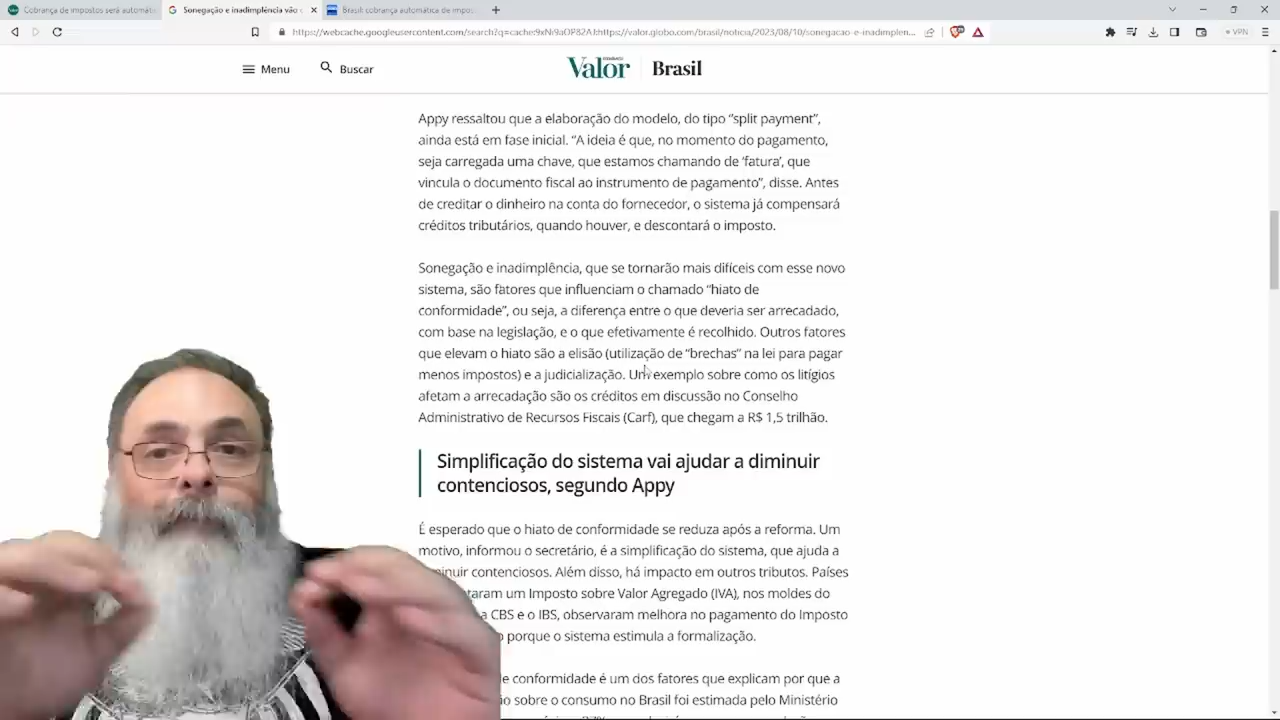 Cobrança de impostos será automáti
Sonegação e inadimplência vão
Brasil: cobrança automática de impos
https://webcache.googleusercontent.com/search?q=cache:9xNi9aOP82AJ:https://valor.globo.com/brasil/noticia/2023/08/10/sonegacao-e-inadimplen...
VPN
Menu
Buscar
Valor
Brasil
Appy ressaltou que a elaboração do modelo, do tipo “split payment”,
ainda está em fase inicial. “A ideia é que, no momento do pagamento,
seja carregada uma chave, que estamos chamando de ‘fatura’, que
vincula o documento fiscal ao instrumento de pagamento”, disse. Antes
de creditar o dinheiro na conta do fornecedor, o sistema já compensará
créditos tributários, quando houver, e descontará o imposto.
Sonegação e inadimplência, que se tornarão mais difíceis com esse novo
sistema, são fatores que influenciam o chamado “hiato de
conformidade”, ou seja, a diferença entre o que deveria ser arrecadado,
com base na legislação, e o que efetivamente é recolhido. Outros fatores
que elevam o hiato são a elisão (utilização de “brechas” na lei para pagar
menos impostos) e a judicialização. Um exemplo sobre como os litígios
afetam a arrecadação são os créditos em discussão no Conselho
Administrativo de Recursos Fiscais (Carf), que chegam a R$ 1,5 trilhão.
Simplificação do sistema vai ajudar a diminuir
contenciosos, segundo Appy
É esperado que o hiato de conformidade se reduza após a reforma. Um
motivo, informou o secretário, é a simplificação do sistema, que ajuda a
minuir contenciosos. Além disso, há impacto em outros tributos. Países
taram um Imposto sobre Valor Agregado (IVA), nos moldes do
a CBS e o IBS, observaram melhora no pagamento do Imposto
porque o sistema estimula a formalização.
e conformidade é um dos fatores que explicam por que a
sobre o consumo no Brasil foi estimada pelo Ministério